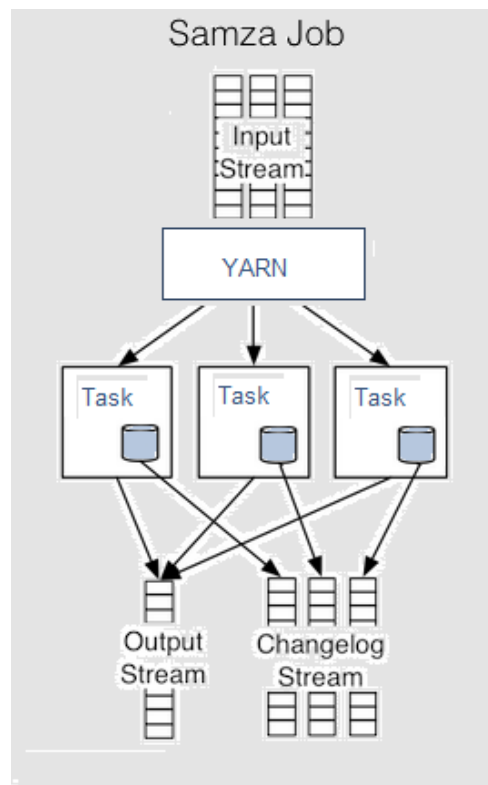 Samza Job
Input
Stream
YARN
Task
Task
Task
Output
Stream
Changelog
Stream